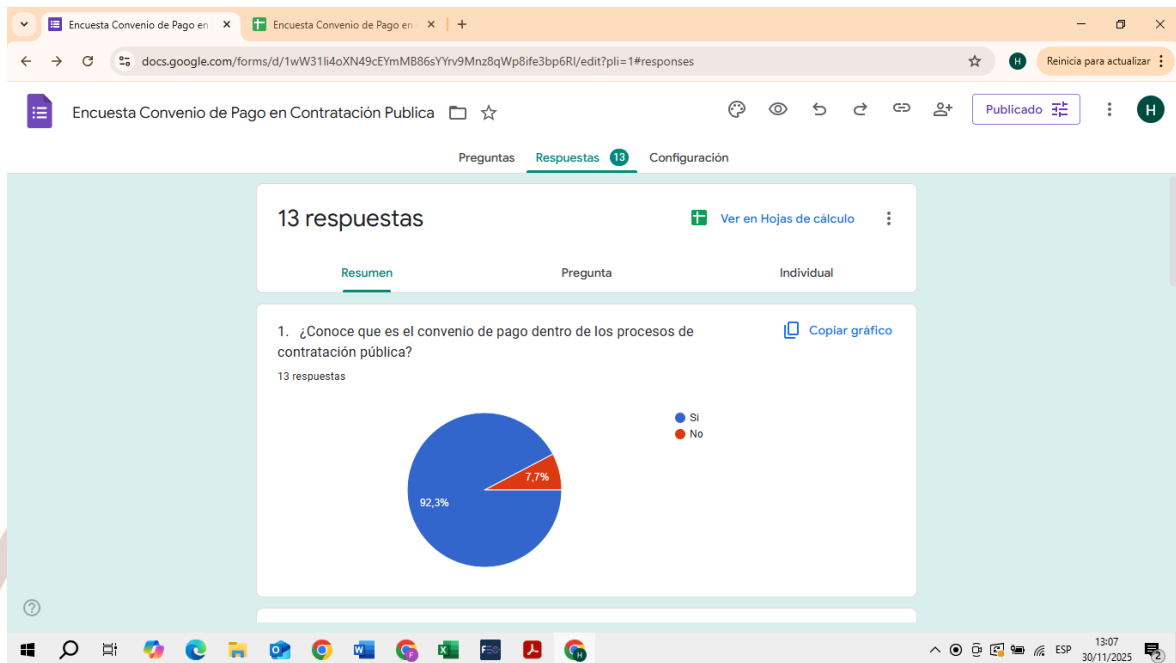 Encuesta Convenio de Pago en
Encuesta Convenio de Pago en
docs.google.com/forms/d/1wW31li4oXN49cEYmMB86sYYrv9Mnz8qWp8ife3bp6RI/edit?pli=1#responses
H
Reinicia para actualizar
Encuesta Convenio de Pago en Contratación Publica
Publicado
H
Preguntas
Respuestas 13
Configuración
13 respuestas
Ver en Hojas de cálculo
Resumen
Pregunta
Individual
1. ¿Conoce que es el convenio de pago dentro de los procesos de
contratación pública?
Copiar gráfico
13 respuestas
Si
No
7,7%
92,3%
ESP
13:07
30/11/2025
2